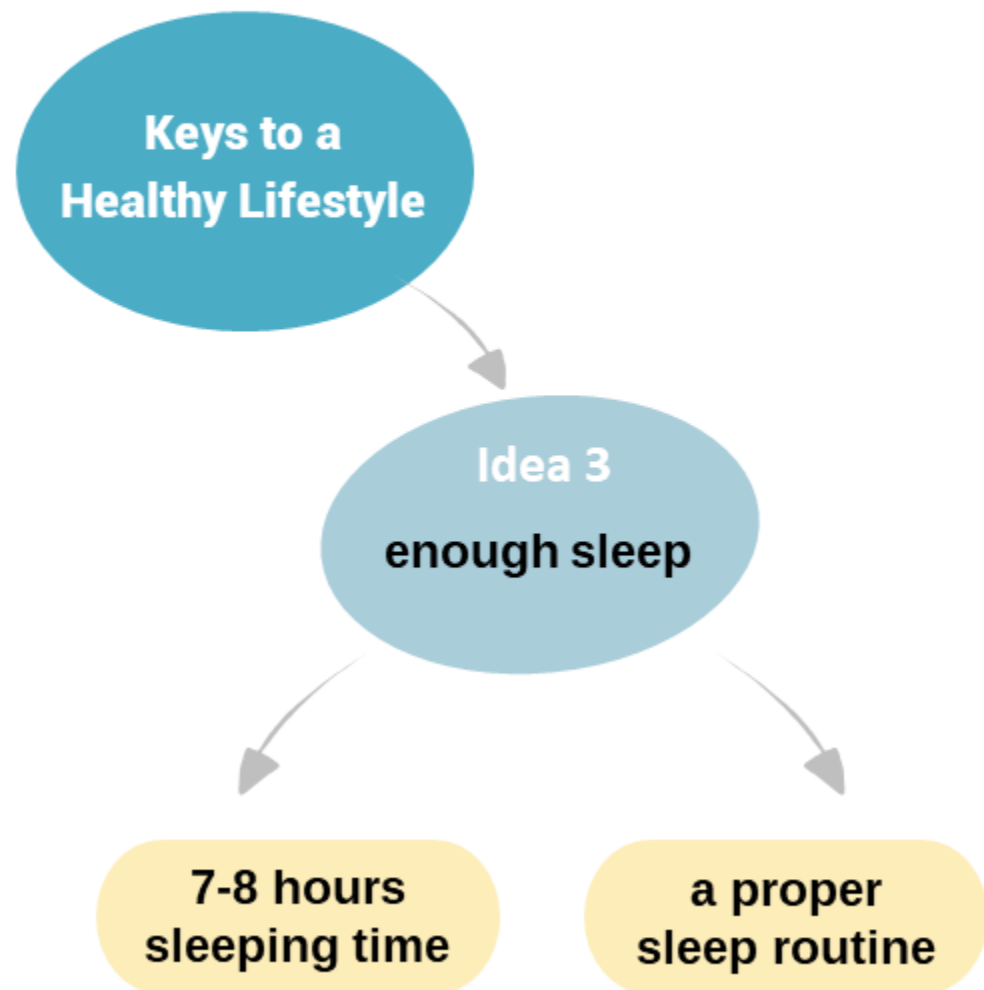 Keys to a
Healthy Lifestyle
Idea 3
enough sleep
7-8 hours
sleeping time
a proper
sleep routine